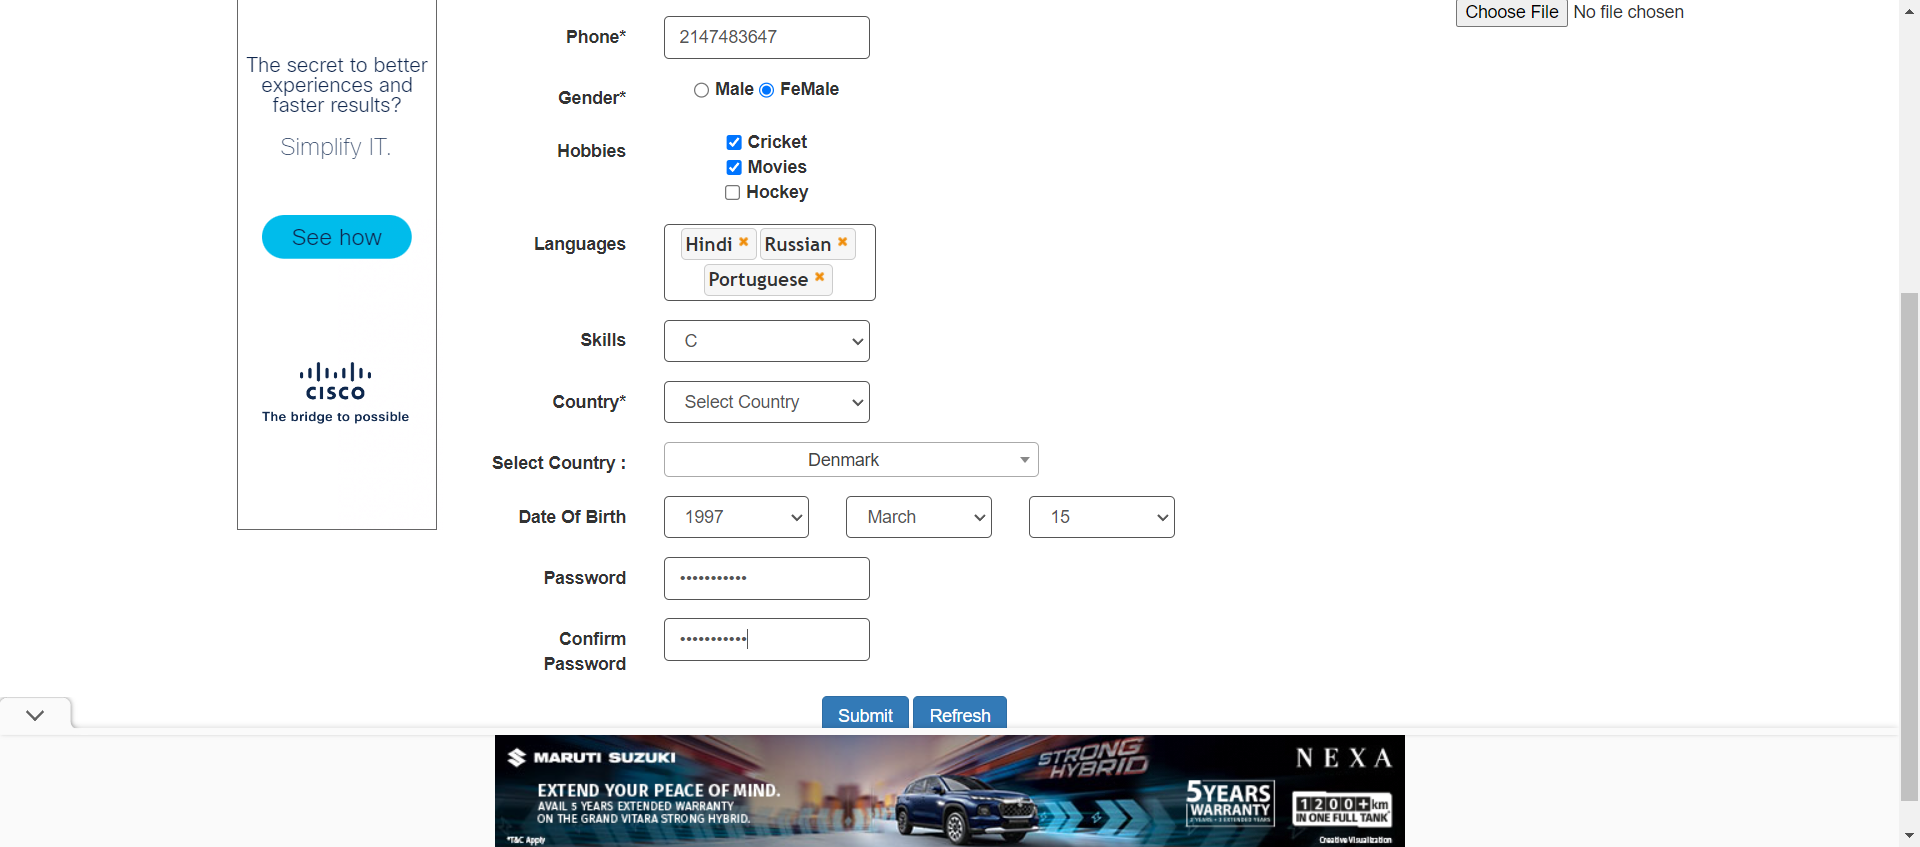 Choose File No file chosen
Phone* 2147483647
Gender* Male FeMale
Hobbies Cricket
Movies
Hockey
Languages Hindi Russian
Portuguese
Skills C
Country* Select Country
Select Country : Denmark
Date Of Birth 1997 March 15
Password
Confirm
Password
Submit Refresh
The secret to better
experiences and
faster results?
Simplify IT.
See how
CISCO
The bridge to possible
MARUTI SUZUKI
EXTEND YOUR PEACE OF MIND.
AVAIL 5 YEARS EXTENDED WARRANTY
ON THE GRAND VITARA STRONG HYBRID.
*T&C Apply
STRONG
HYBRID
NEXA
5YEARS
WARRANTY
1200+km
IN ONE FULL TANK
Creative Visualization